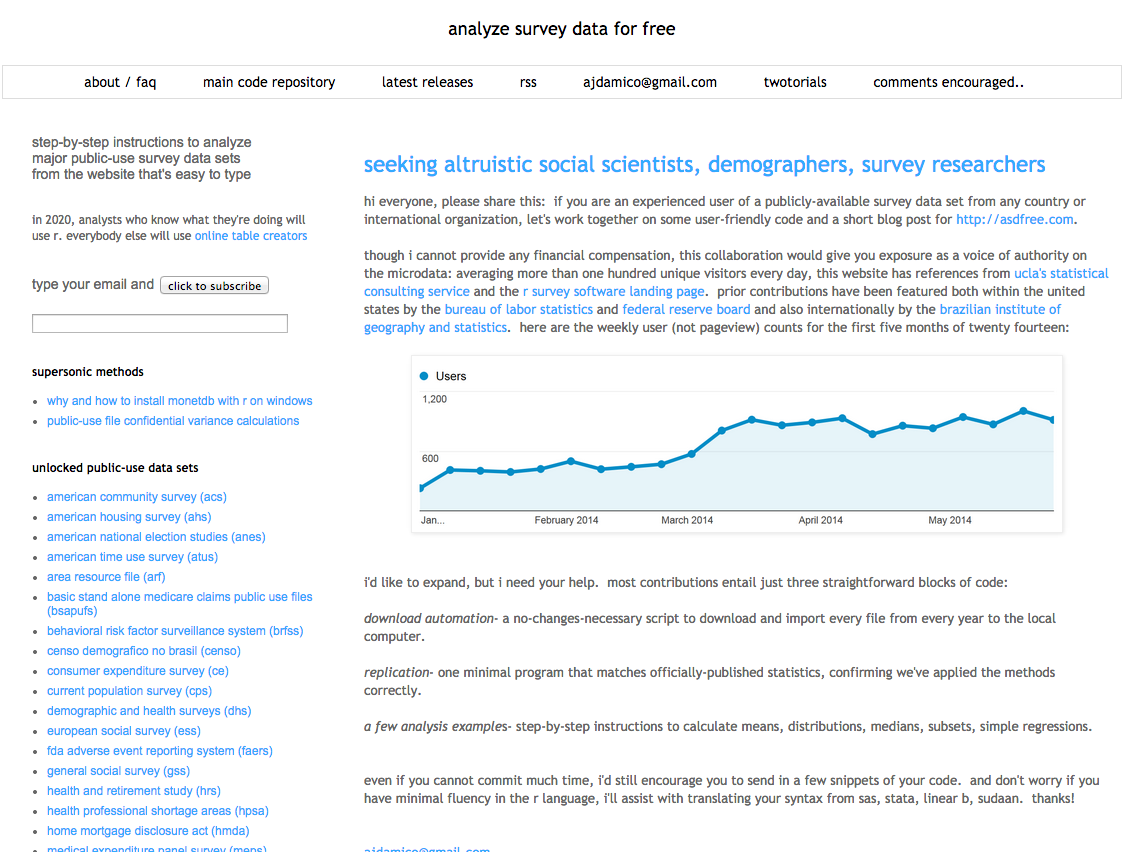 analyze survey data for free
about / faq
main code repository
latest releases
rss
ajdamico@gmail.com
twotorials
comments encouraged..
step-by-step instructions to analyze
major public-use survey data sets
from the website that's easy to type
in 2020, analysts who know what they're doing will
use r. everybody else will use online table creators
type your email and click to subscribe
supersonic methods
why and how to install monetdb with r on windows
public-use file confidential variance calculations
unlocked public-use data sets
american community survey (acs)
american housing survey (ahs)
american national election studies (anes)
american time use survey (atus)
area resource file (arf)
basic stand alone medicare claims public use files
(bsapufs)
behavioral risk factor surveillance system (brfss)
censo demografico no brasil (censo)
consumer expenditure survey (ce)
current population survey (cps)
demographic and health surveys (dhs)
european social survey (ess)
fda adverse event reporting system (faers)
general social survey (gss)
health and retirement study (hrs)
health professional shortage areas (hpsa)
home mortgage disclosure act (hmda)
medical expenditure panel survey (meps)
seeking altruistic social scientists, demographers, survey researchers
hi everyone, please share this:  if you are an experienced user of a publicly-available survey data set from any country or
international organization, let's work together on some user-friendly code and a short blog post for http://asdfree.com.
though i cannot provide any financial compensation, this collaboration would give you exposure as a voice of authority on
the microdata: averaging more than one hundred unique visitors every day, this website has references from ucla's statistical
consulting service and the r survey software landing page.  prior contributions have been featured both within the united
states by the bureau of labor statistics and federal reserve board and also internationally by the brazilian institute of
geography and statistics.  here are the weekly user (not pageview) counts for the first five months of twenty fourteen:
Users
1,200
600
Jan...
February 2014
March 2014
April 2014
May 2014
i'd like to expand, but i need your help.  most contributions entail just three straightforward blocks of code:
download automation- a no-changes-necessary script to download and import every file from every year to the local
computer.
replication- one minimal program that matches officially-published statistics, confirming we've applied the methods
correctly.
a few analysis examples- step-by-step instructions to calculate means, distributions, medians, subsets, simple regressions.
even if you cannot commit much time, i'd still encourage you to send in a few snippets of your code.  and don't worry if you
have minimal fluency in the r language, i'll assist with translating your syntax from sas, stata, linear b, sudaan.  thanks!
ajdamico@gmail.com